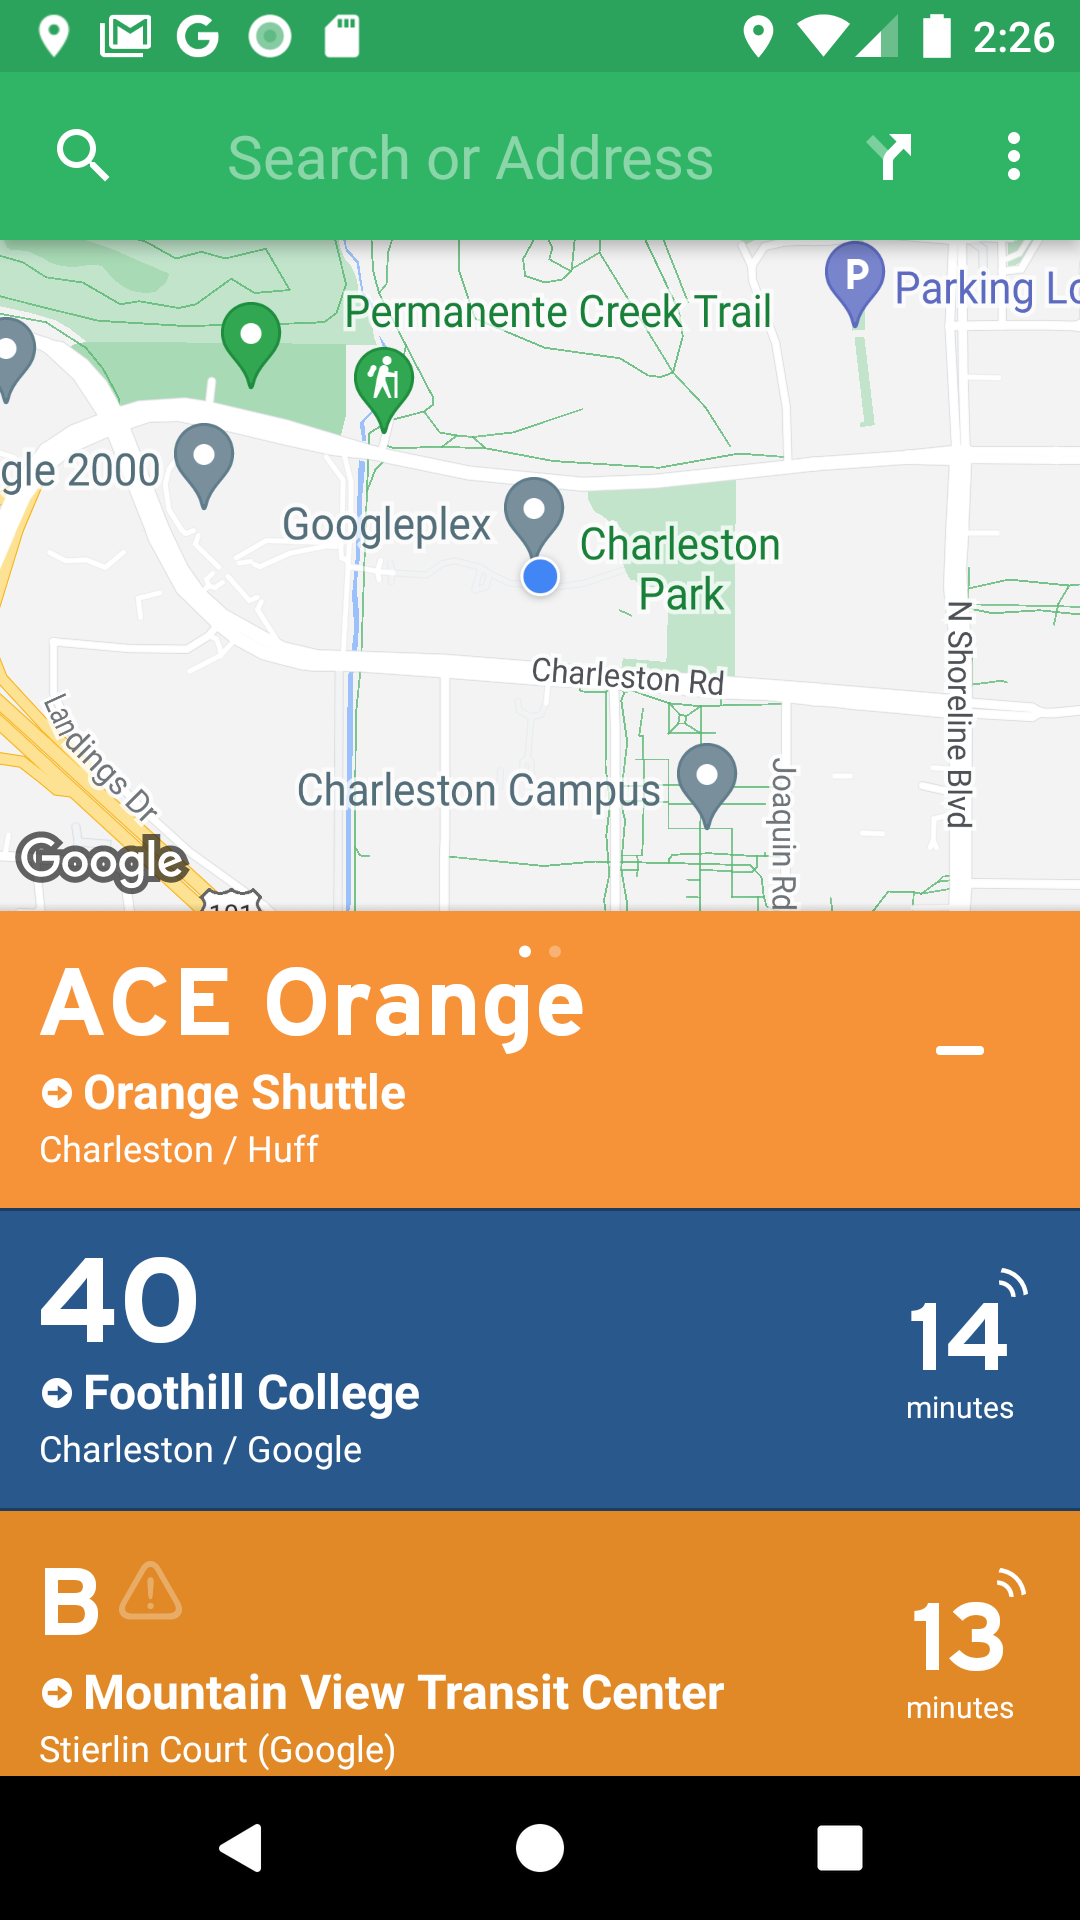 2:26
Search or Address
P
Parking Lo
Permanente Creek Trail
gle 2000
Googleplex
Charleston
Park
Charleston Rd
N Shoreline Blvd
Landings Dr
Charleston Campus
Joaquin Rd
Google
101
ACE Orange
Orange Shuttle
Charleston / Huff
40
Foothill College
Charleston / Google
14
minutes
B
Mountain View Transit Center
Stierlin Court (Google)
13
minutes